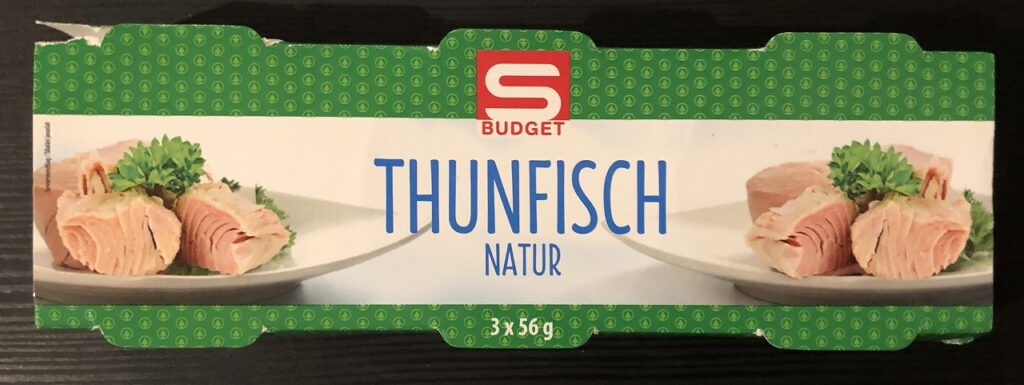 S
BUDGET
THUNFISCH
NATUR
3 x 56 g